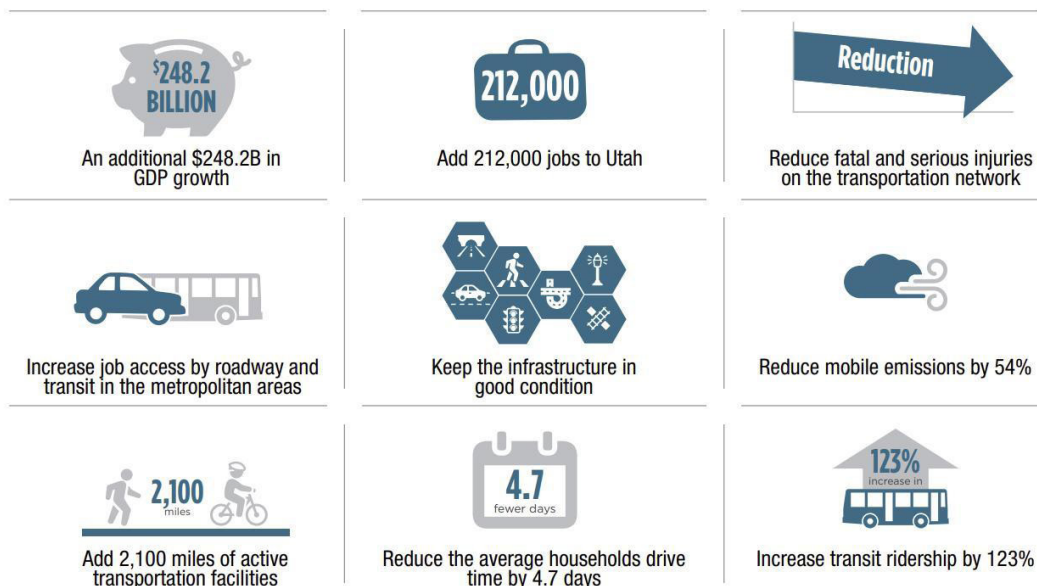 $248.2
BILLION
An additional $248.2B in
GDP growth
212,000
Add 212,000 jobs to Utah
Reduction
Reduce fatal and serious injuries
on the transportation network
Increase job access by roadway and
transit in the metropolitan areas
Keep the infrastructure in
good condition
Reduce mobile emissions by 54%
2,100
miles
Add 2,100 miles of active
transportation facilities
4.7
fewer days
Reduce the average households drive
time by 4.7 days
123%
increase in
Increase transit ridership by 123%